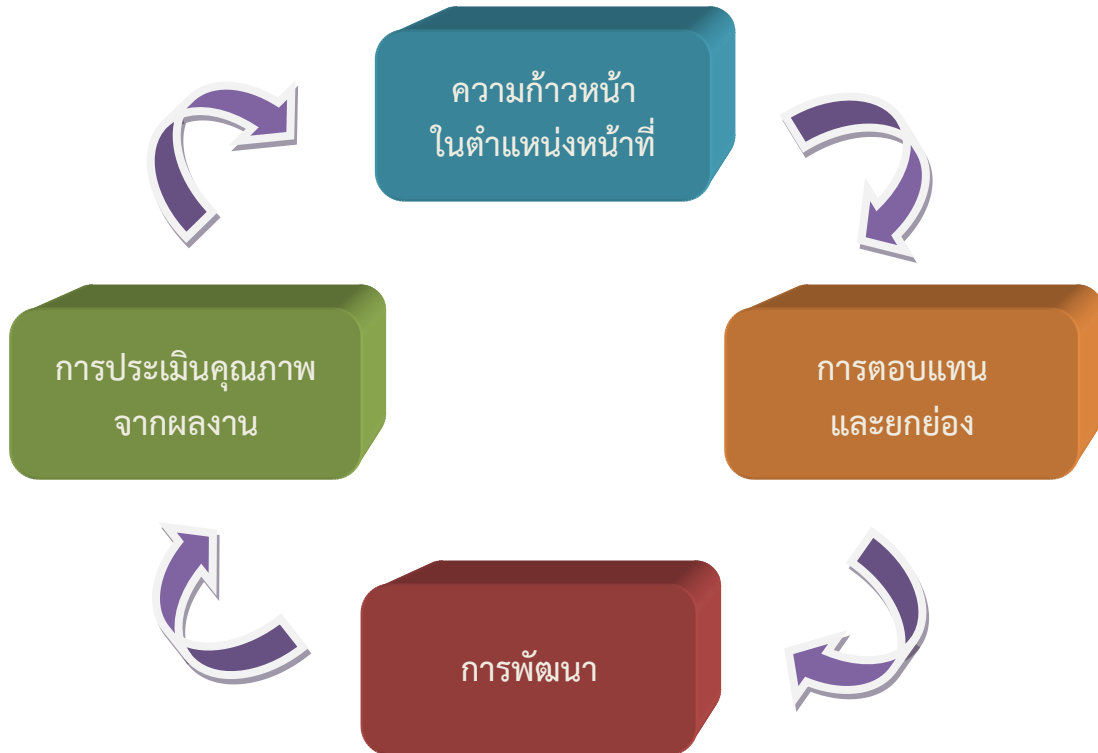 ความก้าวหน้า
ในตำแหน่งหน้าที่
การประเมินคุณภาพ
จากผลงาน
การตอบแทน
และยกย่อง
การพัฒนา